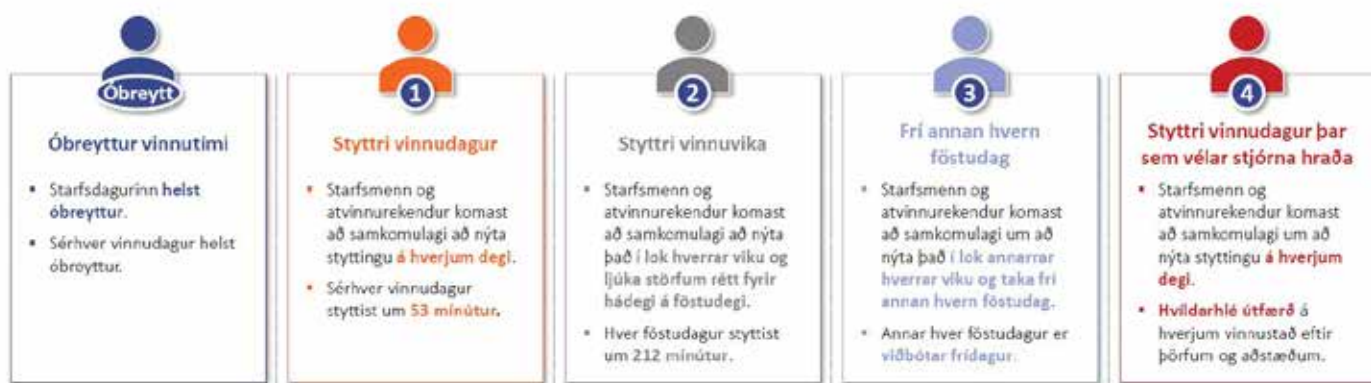 Óbreytt
Óbreyttur vinnutími
▪ Starfsdagurinn helst
óbreyttur.
▪ Sérhver vinnudagur helst
óbreyttur.
1
Styttri vinnudagur
▪ Starfsmenn og
atvinnurekendur komast
að samkomulagi að nýta
styttingu á hverjum degi.
▪ Sérhver vinnudagur
styttist um 53 mínútur.
2
Styttri vinnuvika
▪ Starfsmenn og
atvinnurekendur komast
að samkomulagi að nýta
það í lok hverrar viku og
ljúka störfum rétt fyrir
hádegi á föstudegi.
▪ Hver föstudagur styttist
um 212 mínútur.
3
Frí annan hvern
föstudag
▪ Starfsmenn og
atvinnurekendur komast
að samkomulagi um að
nýta það í lok annarrar
hverrar viku og taka frí
annan hvern föstudag.
▪ Annar hver föstudagur er
viðbótar frídagur.
4
Styttri vinnudagur þar
sem vélar stjórna hraða
▪ Starfsmenn og
atvinnurekendur komast
að samkomulagi um að
nýta styttingu á hverjum
degi.
▪ Hvíldarhlé útfærð á
hverjum vinnustað eftir
þörfum og aðstæðum.